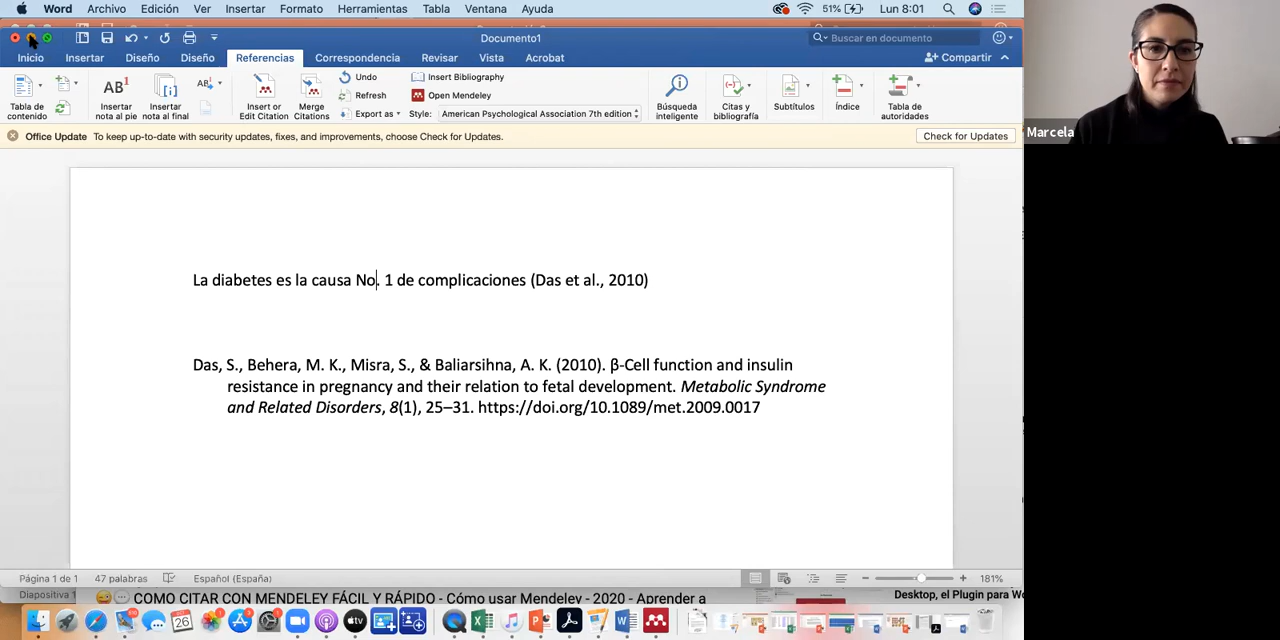 Word Archivo Edición Ver Insertar Formato Herramientas Tabla Ventana Ayuda 51% Lun 8:01
Documento1 Buscar en documento
Inicio Insertar Diseño Diseño Referencias Correspondencia Revisar Vista Acrobat Compartir
Tabla de contenido
AB1 Insertar nota al pie
Insertar nota al final
AB1
Insert or Edit Citation
Merge Citations
Undo
Refresh
Export as
Insert Bibliography
Open Mendeley
Style: American Psychological Association 7th edition
Búsqueda inteligente
Citas y bibliografía
Subtítulos
Índice
Tabla de autoridades
Office Update To keep up-to-date with security updates, fixes, and improvements, choose Check for Updates. Check for Updates
Marcela
La diabetes es la causa No. 1 de complicaciones (Das et al., 2010)
Das, S., Behera, M. K., Misra, S., & Baliarsihna, A. K. (2010). β-Cell function and insulin
resistance in pregnancy and their relation to fetal development. Metabolic Syndrome
and Related Disorders, 8(1), 25–31. https://doi.org/10.1089/met.2009.0017
Página 1 de 1 47 palabras Español (España) 181%
Diapositiva 1 COMO CITAR CON MENDELEY FÁCIL Y RÁPIDO - Cómo usar Mendeley - 2020 - Aprender a Desktop, el Plugin para Wo
26